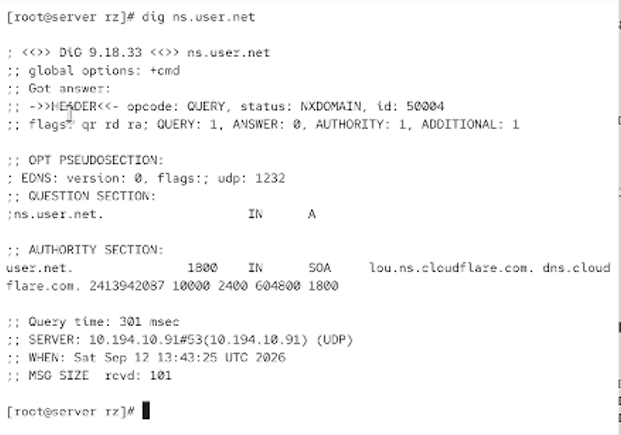 [root@server rz]# dig ns.user.net
; <<>> DiG 9.18.33 <<>> ns.user.net
;; global options: +cmd
;; Got answer:
;; ->>HEADER<<- opcode: QUERY, status: NXDOMAIN, id: 50004
;; flags: qr rd ra; QUERY: 1, ANSWER: 0, AUTHORITY: 1, ADDITIONAL: 1
;; OPT PSEUDOSECTION:
; EDNS: version: 0, flags:; udp: 1232
;; QUESTION SECTION:
;ns.user.net. IN A
;; AUTHORITY SECTION:
user.net. 1800 IN SOA lou.ns.cloudflare.com. dns.cloud
flare.com. 2413942087 10000 2400 604800 1800
;; Query time: 301 msec
;; SERVER: 10.194.10.91#53(10.194.10.91) (UDP)
;; WHEN: Sat Sep 12 13:43:25 UTC 2026
;; MSG SIZE rcvd: 101
[root@server rz]#